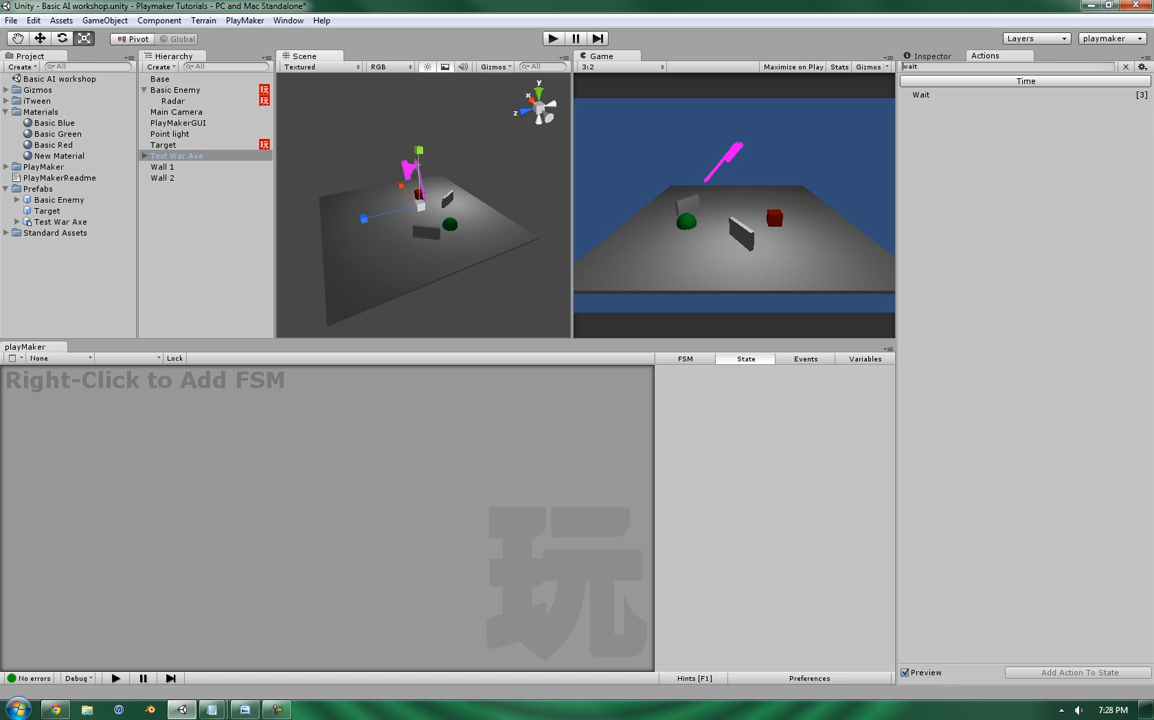 Unity - Basic AI workshop.unity - Playmaker Tutorials - PC and Mac Standalone*
File Edit Assets GameObject Component Terrain PlayMaker Window Help
Pivot Global Layers playmaker
Project Hierarchy Scene Game Inspector Actions
Create All Create All Textured RGB Gizmos All 3:2 Maximize on Play Stats Gizmos wait
Basic AI workshop
Gizmos
iTween
Materials
Basic Blue
Basic Green
Basic Red
New Material
PlayMaker
PlayMakerReadme
Prefabs
Basic Enemy
Target
Test War Axe
Standard Assets
Base
Basic Enemy 玩
Radar 玩
Main Camera
PlayMakerGUI
Point light
Target 玩
Test War Axe
Wall 1
Wall 2
y
x
z
Time
Wait [3]
playMaker
None Lock FSM State Events Variables
Right-Click to Add FSM
玩
Preview Add Action To State
No errors Debug Hints [F1] Preferences
7:28 PM